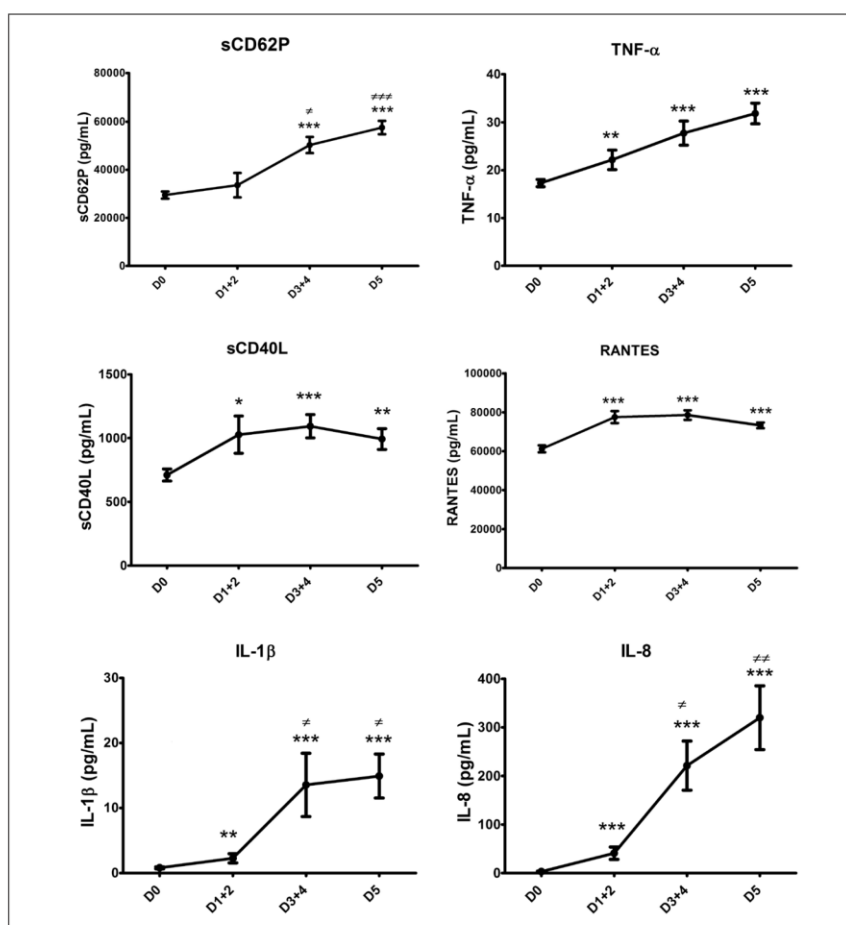 sCD62P
sCD62P (pg/mL)
80000
60000
40000
20000
0
≠
***
≠≠≠
***
D0
D1+2
D3+4
D5
TNF-α
TNF-α (pg/mL)
40
30
20
10
0
**
***
***
D0
D1+2
D3+4
D5
sCD40L
sCD40L (pg/mL)
1500
1000
500
0
*
***
**
D0
D1+2
D3+4
D5
RANTES
RANTES (pg/mL)
100000
80000
60000
40000
20000
0
***
***
***
D0
D1+2
D3+4
D5
IL-1β
IL-1β (pg/mL)
30
20
10
0
**
≠
***
≠
***
D0
D1+2
D3+4
D5
IL-8
IL-8 (pg/mL)
400
300
200
100
0
***
≠
***
≠≠
***
D0
D1+2
D3+4
D5